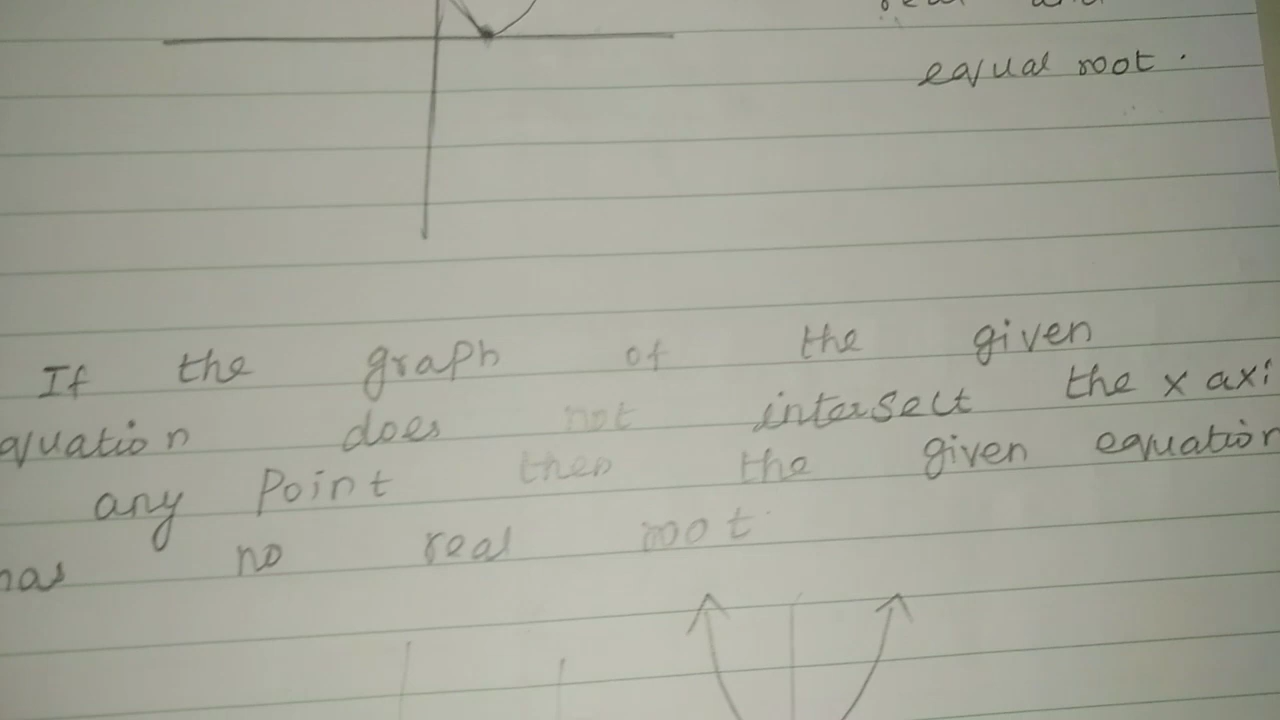 equal root.
If the graph of the given
quation does not intersect the x axi
any Point then the given equation
has no real root